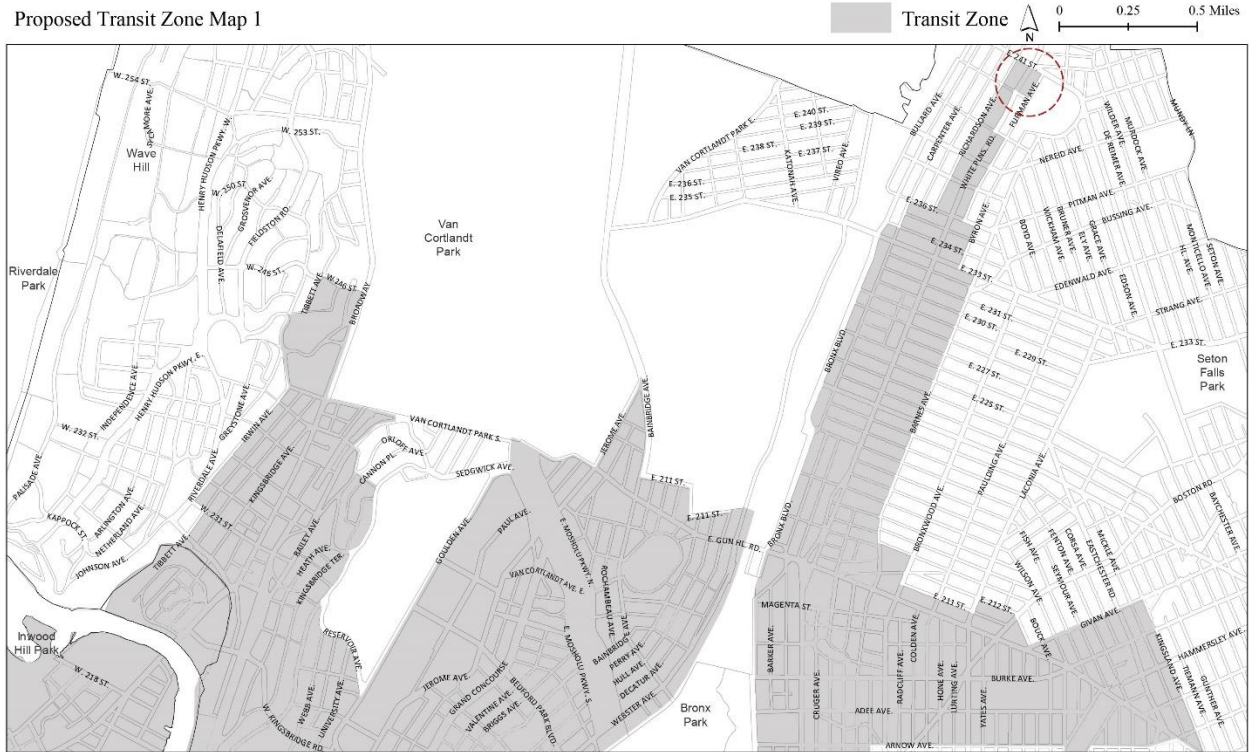 Proposed Transit Zone Map 1
Transit Zone
N
0
0.25
0.5 Miles
W. 254 ST.
SYCAMORE AVE.
Wave
Hill
HENRY HUDSON PKWY. W.
W. 253 ST.
W. 250 ST
GROSVENOR AVE.
FIELDSTON RD.
DELAFIELD AVE.
W. 246 ST.
W. 246 ST.
TIBBETT AVE.
BROADWAY
Riverdale
Park
Van
Cortlandt
Park
VAN CORTLANDT PARK E.
E. 240 ST.
E. 239 ST.
E. 238 ST.
E. 237 ST.
E. 236 ST.
E. 235 ST.
KATONAH AVE.
VIREO AVE.
BULLARD AVE.
CARPENTER AVE.
RICHARDSON AVE.
E. 241 ST.
FURMAN AVE.
WHITE PLNS. RD.
E. 236 ST.
E. 234 ST.
BYRON AVE.
E. 233 ST.
NEREID AVE.
WILDER AVE.
DE REIMER AVE.
MURDOCK AVE.
MUNDY LN.
PITMAN AVE.
BUSSING AVE.
BOYD AVE.
WICKHAM AVE.
BRUNER AVE.
ELY AVE.
GRACE AVE.
EDENWALD AVE.
EDSON AVE.
MONTICELLO AVE.
HL. AVE.
SETON AVE.
STRANG AVE.
E. 233 ST.
Seton
Falls
Park
E. 231 ST.
E. 230 ST.
E. 229 ST.
E. 227 ST.
E. 225 ST.
BRONX BLVD.
BARNES AVE.
BRONXWOOD AVE.
PAULDING AVE.
LACONIA AVE.
BOSTON RD.
BAYCHESTER AVE.
INDEPENDENCE AVE.
HENRY HUDSON PKWY. E.
GREYSTONE AVE.
IRWIN AVE.
W. 232 ST.
PALISADE AVE.
KAPPOCK ST.
ARLINGTON AVE.
NETHERLAND AVE.
JOHNSON AVE.
RIVERDALE AVE.
W. 231 ST.
TIBBETT AVE.
KINGSBRIDGE AVE.
BAILEY AVE.
HEATH AVE.
KINGSBRIDGE TER.
VAN CORTLANDT PARK S.
ORLOFF AVE.
CANNON PL.
SEDGWICK AVE.
JEROME AVE.
BAINBRIDGE AVE.
E. 211 ST.
E. 211 ST.
E. GUN HL. RD.
BRONX BLVD.
GOULDEN AVE.
PAUL AVE.
E. MOSHOLU PKWY. N.
VAN CORTLANDT AVE. E.
ROCHAMBEAU AVE.
E. MOSHOLU PKWY. S.
BAINBRIDGE AVE.
PERRY AVE.
HULL AVE.
DECATUR AVE.
WEBSTER AVE.
RESERVOIR AVE.
JEROME AVE.
GRAND CONCOURSE
VALENTINE AVE.
BRIGGS AVE.
BEDFORD PARK BLVD.
Inwood
Hill Park
W. 218 ST.
WEBB AVE.
UNIVERSITY AVE.
W. KINGSBRIDGE RD.
Bronx
Park
MAGENTA ST.
BARKER AVE.
CRUGER AVE.
RADCLIFF AVE.
COLDEN AVE.
HONE AVE.
ADEE AVE.
YATES AVE.
BURKE AVE.
ARNOW AVE.
E. 211 ST.
E. 212 ST.
FISH AVE.
WILSON AVE.
FENTON AVE.
CORSA AVE.
SEYMOUR AVE.
MICKLE AVE.
EASTCHESTER RD.
BOUCK AVE.
GIVAN AVE.
KINGSLAND AVE.
HAMMERSLEY AVE.
TIEMANN AVE.
GUNTHER AVE.